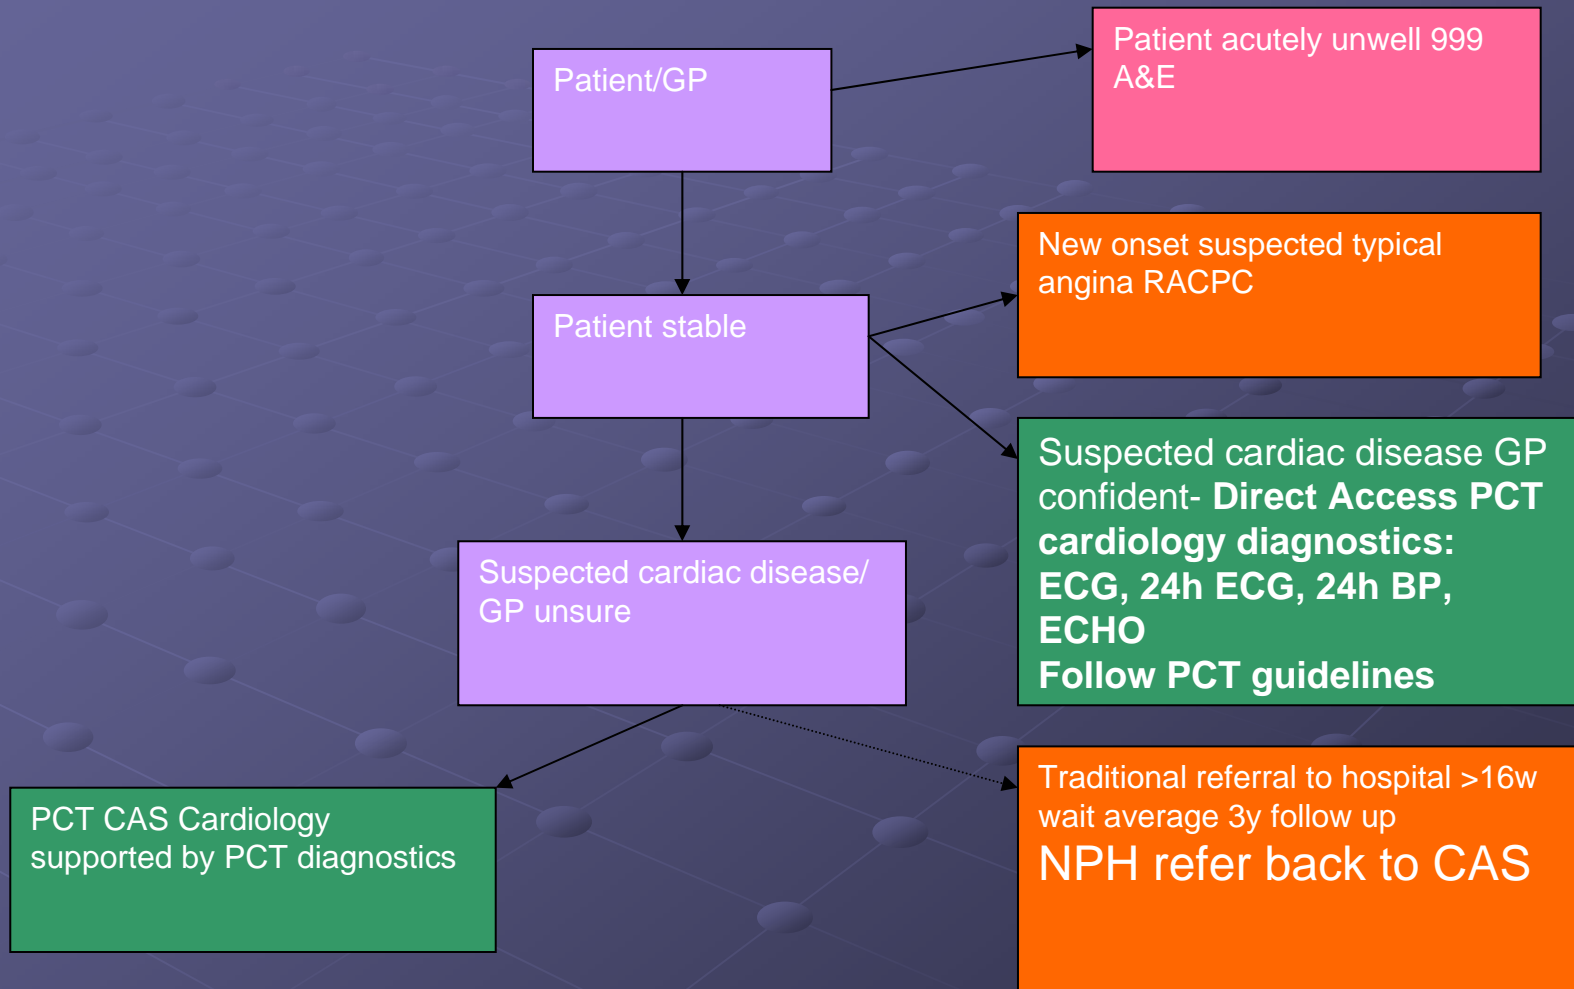 Patient/GP
Patient acutely unwell 999
A&E
New onset suspected typical
angina RACPC
Patient stable
Suspected cardiac disease GP
confident- Direct Access PCT
cardiology diagnostics:
ECG, 24h ECG, 24h BP,
ECHO
Follow PCT guidelines
Suspected cardiac disease/
GP unsure
PCT CAS Cardiology
supported by PCT diagnostics
Traditional referral to hospital >16w
wait average 3y follow up
NPH refer back to CAS